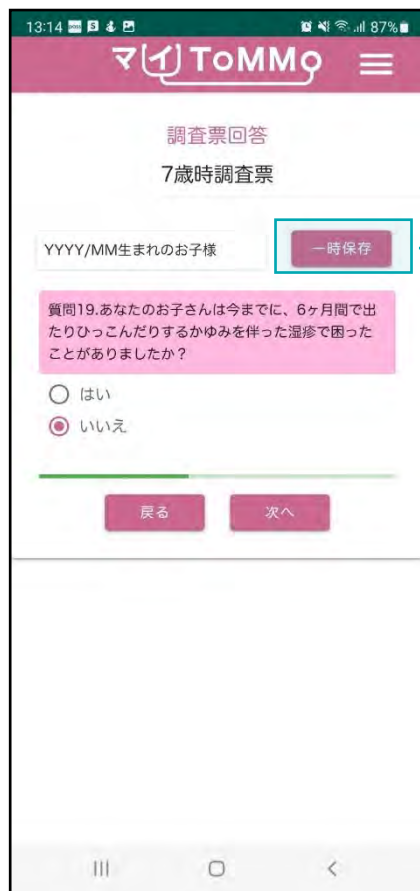 13:14
87%
マイToMMo
調査票回答
7歳時調査票
YYYY/MM生まれのお子様
一時保存
質問19.あなたのお子さんは今までに、6ヶ月間で出
たりひっこんだりするかゆみを伴った湿疹で困った
ことがありましたか？
はい
いいえ
戻る
次へ